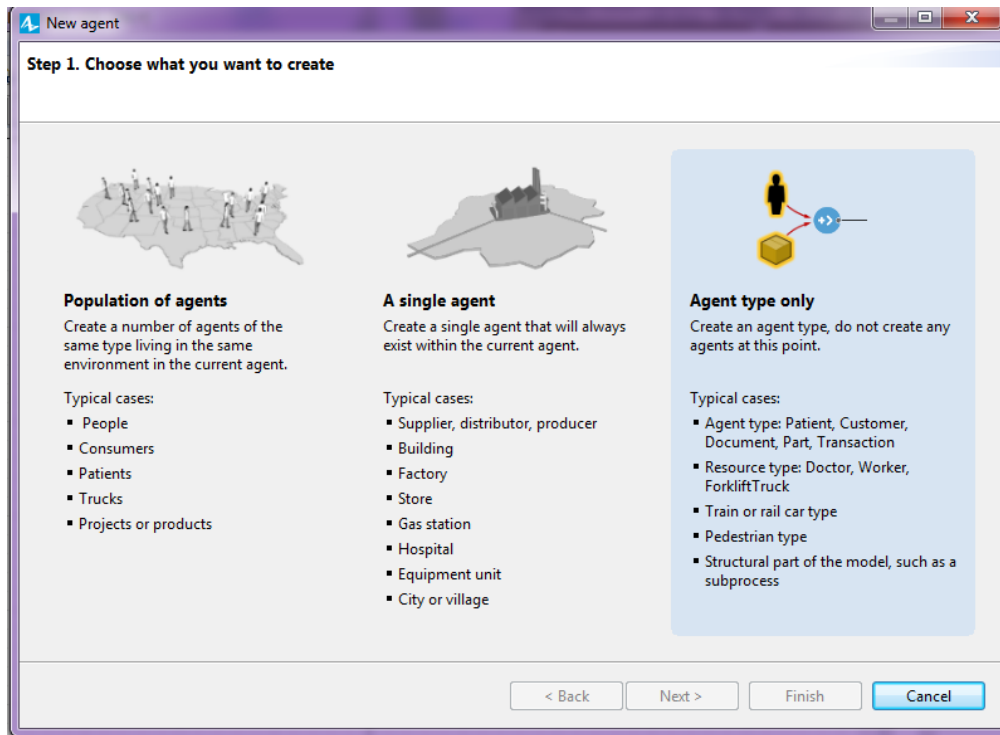 New agent
Step 1. Choose what you want to create
Population of agents
Create a number of agents of the
same type living in the same
environment in the current agent.
Typical cases:
▪ People
▪ Consumers
▪ Patients
▪ Trucks
▪ Projects or products
A single agent
Create a single agent that will always
exist within the current agent.
Typical cases:
▪ Supplier, distributor, producer
▪ Building
▪ Factory
▪ Store
▪ Gas station
▪ Hospital
▪ Equipment unit
▪ City or village
Agent type only
Create an agent type, do not create any
agents at this point.
Typical cases:
▪ Agent type: Patient, Customer,
Document, Part, Transaction
▪ Resource type: Doctor, Worker,
ForkliftTruck
▪ Train or rail car type
▪ Pedestrian type
▪ Structural part of the model, such as a
subprocess
< Back
Next >
Finish
Cancel